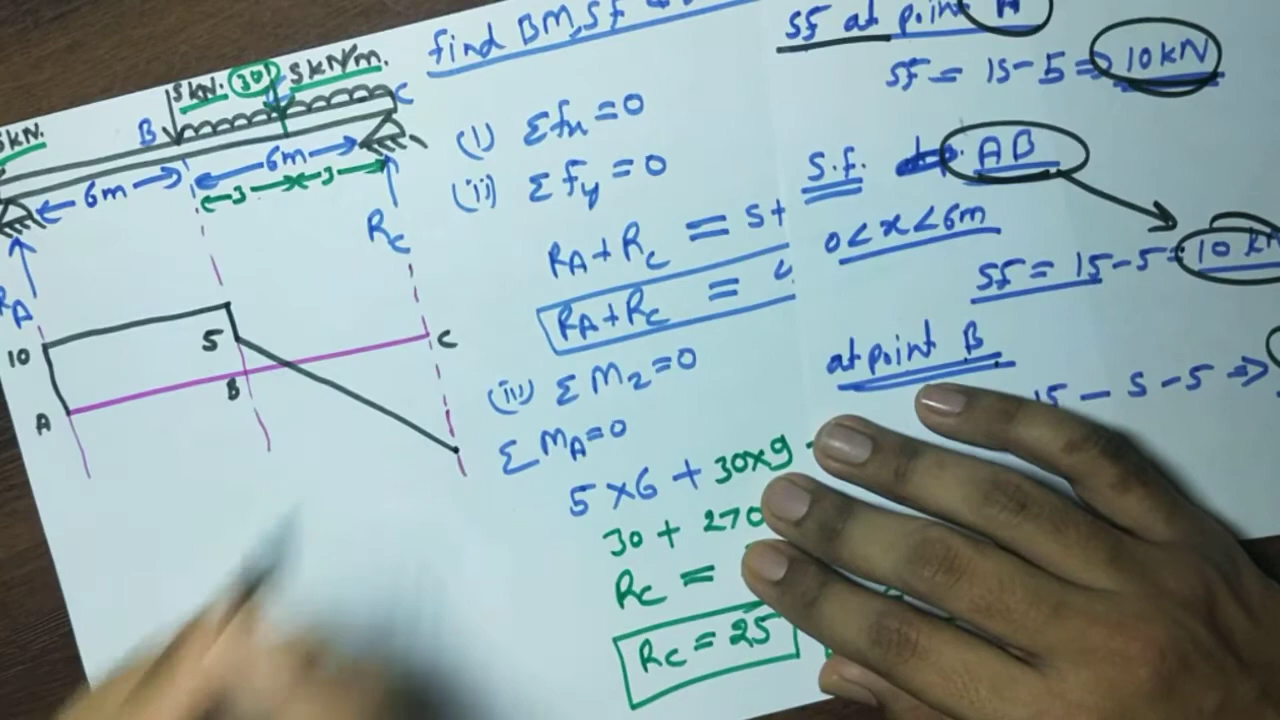 find BM, Sf
5kN. 30 5kN/m.
kN.
B
C
6m
6m
3 3
RA
Rc
10
5
A
B
C
(i) Σfx=0
(ii) Σfy=0
RA+Rc = 5+
RA+Rc =
(iii) ΣMz=0
ΣMA=0
5×6 + 30×9
30 + 270
Rc =
Rc = 25
Sf at point A
Sf = 15-5 ⇒ 10kN
S.f. AB
0<x<6m
Sf = 15-5= 10 k
at point B
15 - 5 - 5 ⇒